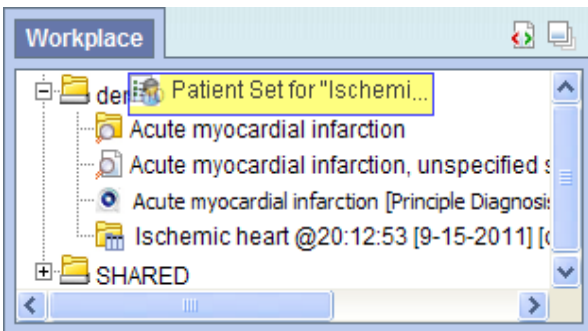 Workplace
der Patient Set for "Ischemi...
Acute myocardial infarction
Acute myocardial infarction, unspecified s
Acute myocardial infarction [Principle Diagnosis
Ischemic heart @20:12:53 [9-15-2011] [d
SHARED